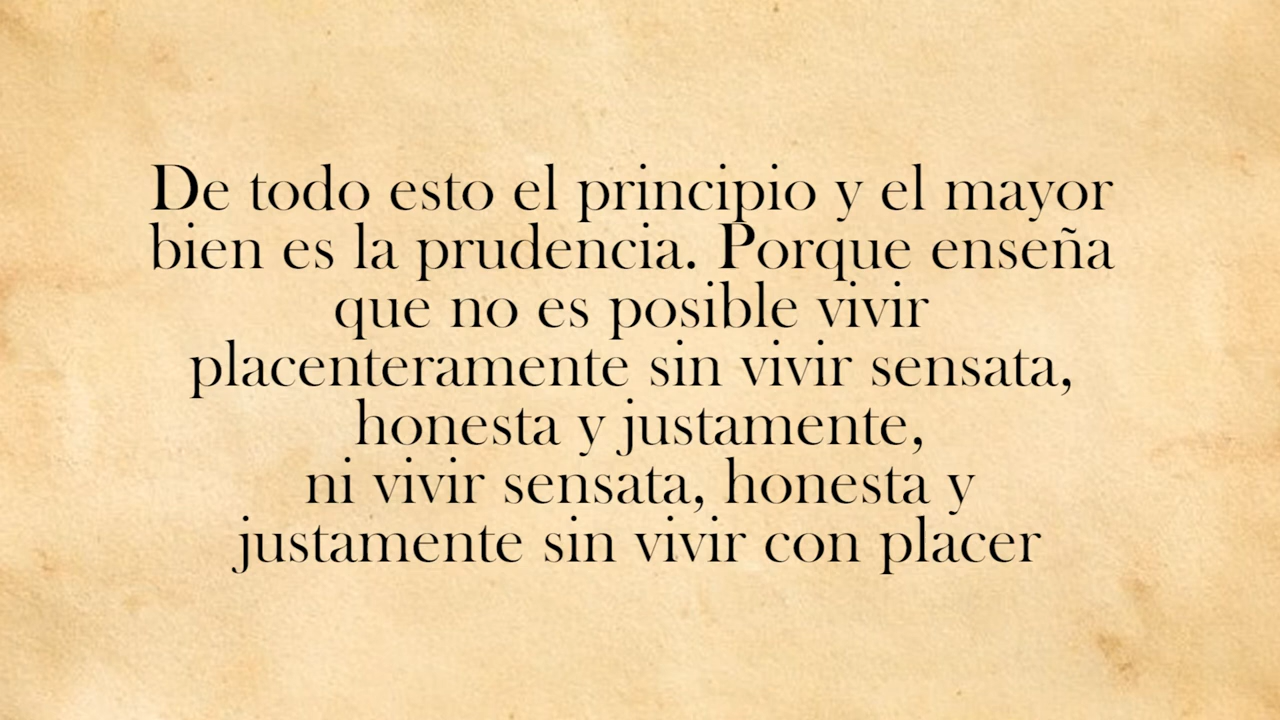 De todo esto el principio y el mayor
bien es la prudencia. Porque enseña
que no es posible vivir
placenteramente sin vivir sensata,
honesta y justamente,
ni vivir sensata, honesta y
justamente sin vivir con placer